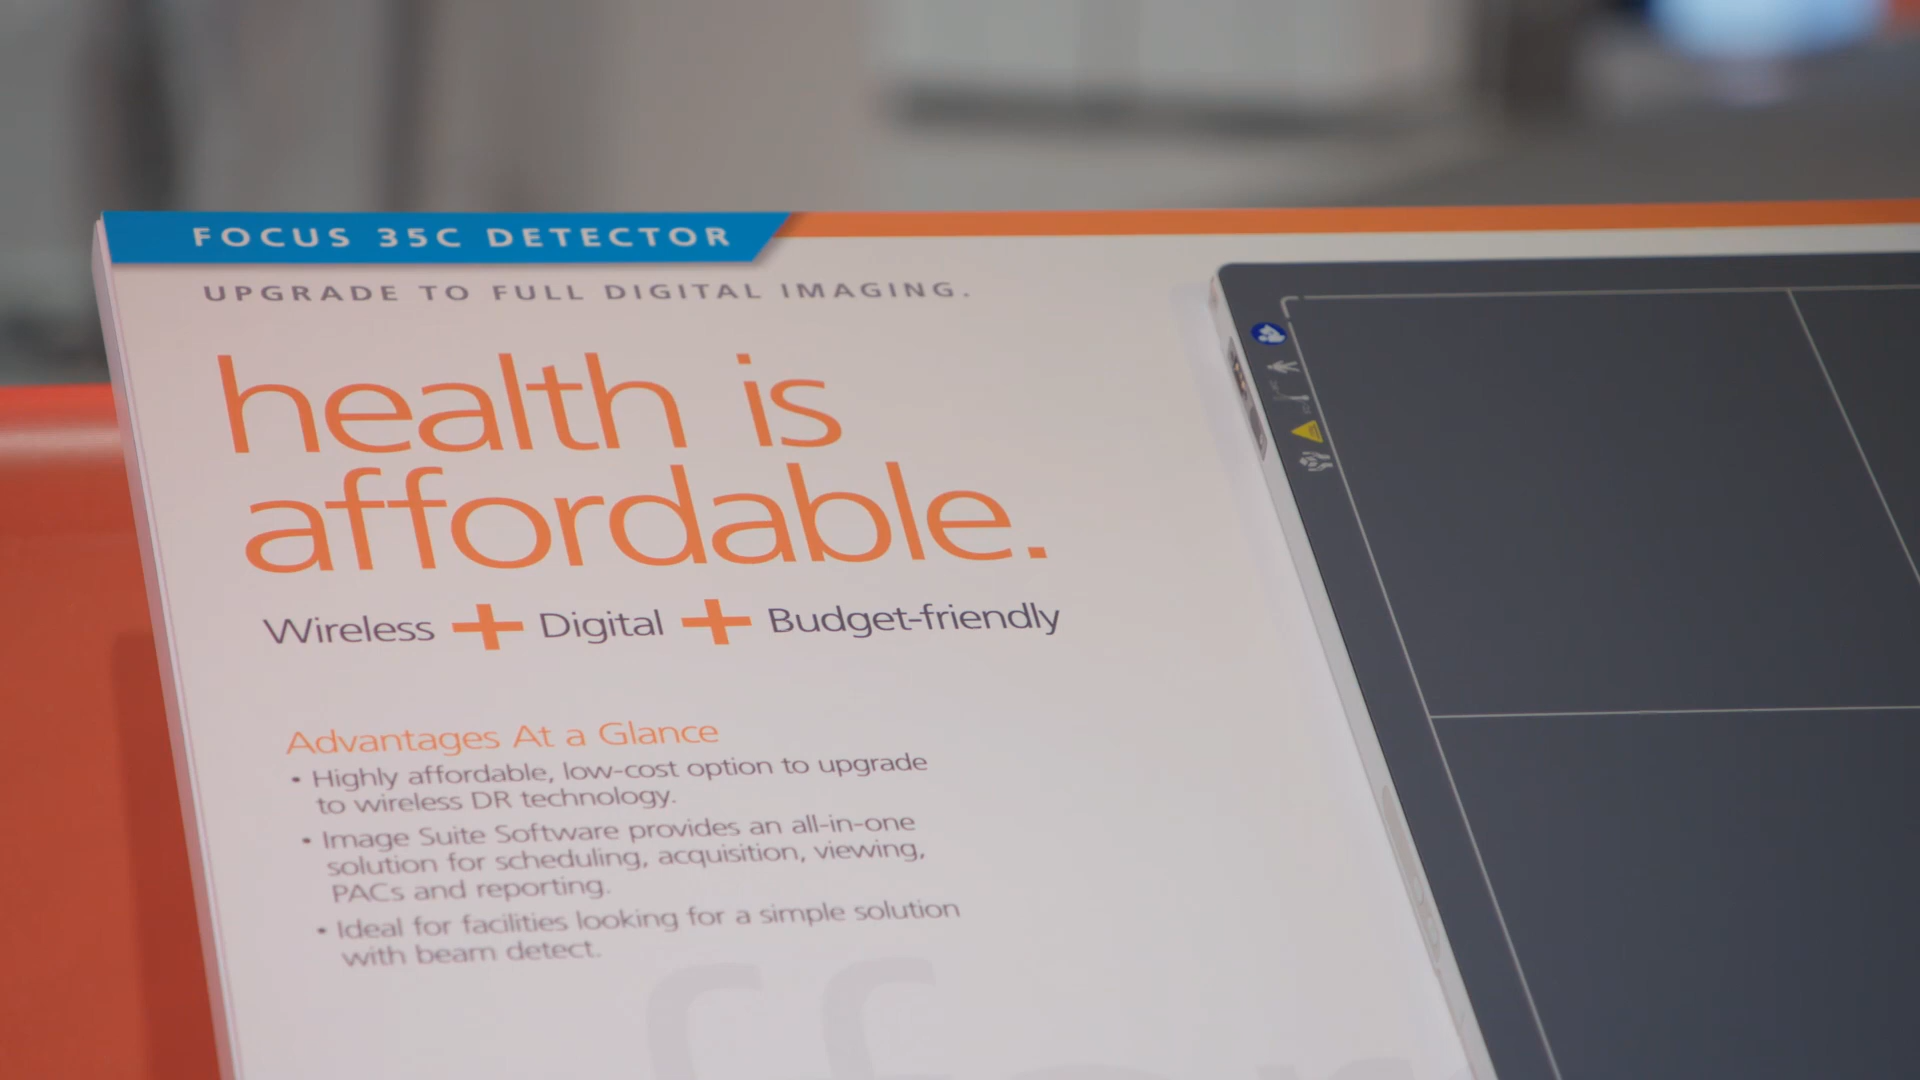 FOCUS 35C DETECTOR
UPGRADE TO FULL DIGITAL IMAGING.
health is
affordable.
Wireless + Digital + Budget-friendly
Advantages At a Glance
• Highly affordable, low-cost option to upgrade
to wireless DR technology.
• Image Suite Software provides an all-in-one
solution for scheduling, acquisition, viewing,
PACs and reporting.
• Ideal for facilities looking for a simple solution
with beam detect.